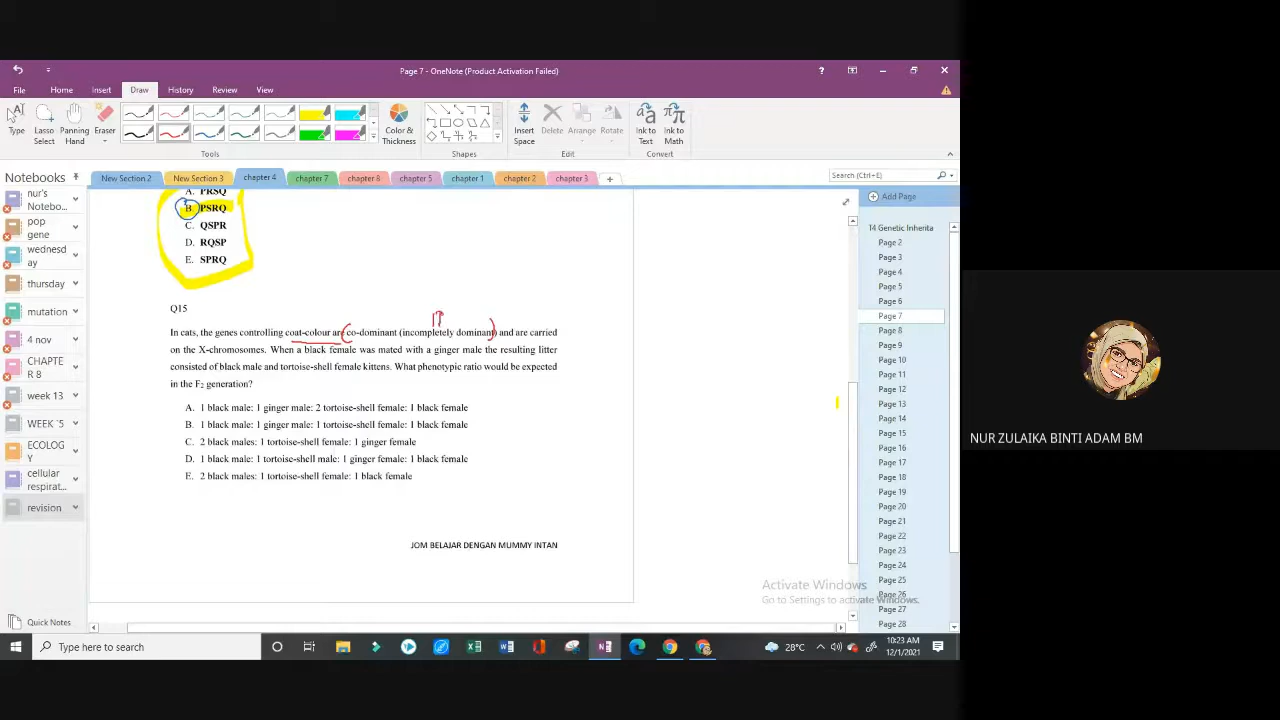 Page 7 - OneNote (Product Activation Failed)
File Home Insert Draw History Review View
Type Lasso Select Panning Hand Eraser Color & Thickness Insert Space Delete Arrange Rotate Ink to Text Ink to Math
Tools Shapes Edit Convert
Notebooks New Section 2 New Section 3 chapter 4 chapter 7 chapter 8 chapter 5 chapter 1 chapter 2 chapter 3 Search (Ctrl+E)
nur's Notebo...
pop gene
wednesday
thursday
mutation
4 nov
CHAPTER 8
week 13
WEEK `5
ECOLOGY
cellular respirat...
revision
Quick Notes
A. PRSQ
B. PSRQ
C. QSPR
D. RQSP
E. SPRQ
Q15
In cats, the genes controlling coat-colour are co-dominant (incompletely dominant) and are carried
on the X-chromosomes. When a black female was mated with a ginger male the resulting litter
consisted of black male and tortoise-shell female kittens. What phenotypic ratio would be expected
in the F2 generation?
A. 1 black male: 1 ginger male: 2 tortoise-shell female: 1 black female
B. 1 black male: 1 ginger male: 1 tortoise-shell female: 1 black female
C. 2 black males: 1 tortoise-shell female: 1 ginger female
D. 1 black male: 1 tortoise-shell male: 1 ginger female: 1 black female
E. 2 black males: 1 tortoise-shell female: 1 black female
JOM BELAJAR DENGAN MUMMY INTAN
Add Page
14 Genetic Inherita
Page 2
Page 3
Page 4
Page 5
Page 6
Page 7
Page 8
Page 9
Page 10
Page 11
Page 12
Page 13
Page 14
Page 15
Page 16
Page 17
Page 18
Page 19
Page 20
Page 21
Page 22
Page 23
Page 24
Page 25
Page 26
Page 27
Page 28
Activate Windows
Go to Settings to activate Windows.
Type here to search
28°C
10:23 AM
12/1/2021
NUR ZULAIKA BINTI ADAM BM